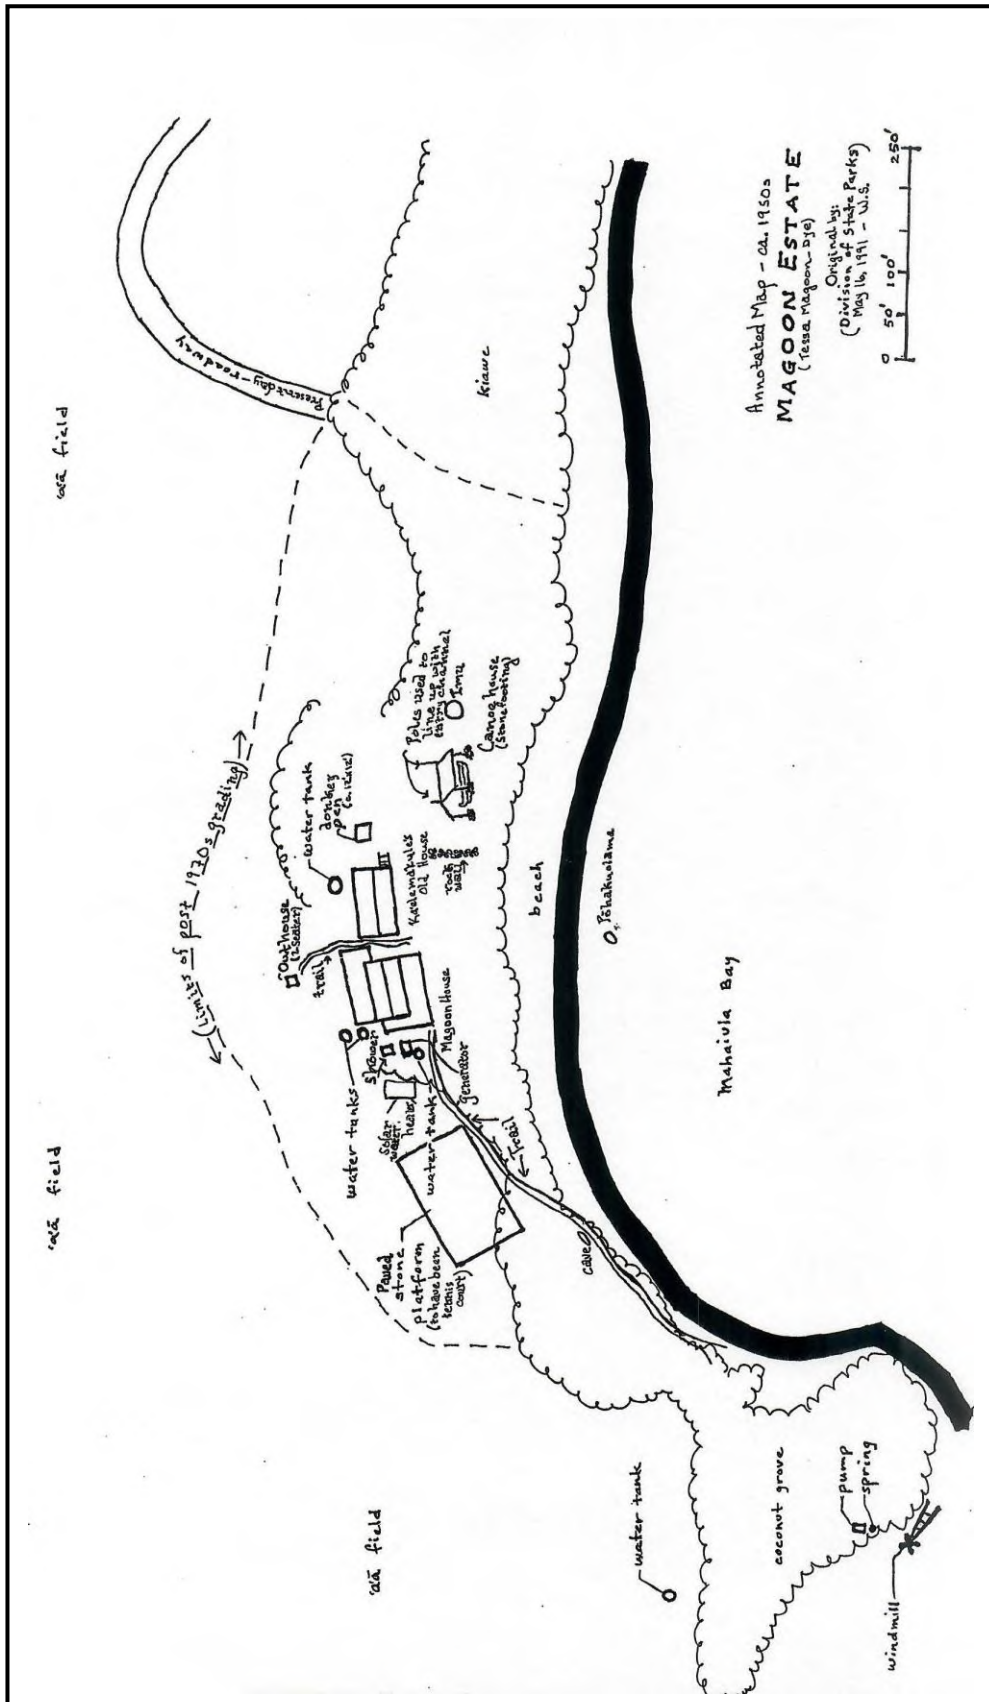 Annotated Map - ca. 1950s
MAGOON ESTATE
(Tessa Magoon-Dye)
Original by:
(Division of State Parks)
May 16, 1991 - W.S.
0 50' 100' 250'
'a'ā field
'a'ā field
'a'ā field
present day-roadway
kiawe
← (Limits of post 1970s grading) →
Outhouse
(2 seater)
trail
water tank
donkey
pen
(c. 12'x12')
Poles used to
line up with
entry channel
Imu
Canoe house
(stone footing)
rock
wall
Old House
Magoon House
water tanks
shower
Solar
water
heater
water tank
generator
Trail
Paved
stone
platform
(to have been
tennis
court)
beach
cave
Pōhakuolama
Mahaiula Bay
water tank
coconut grove
pump
spring
windmill